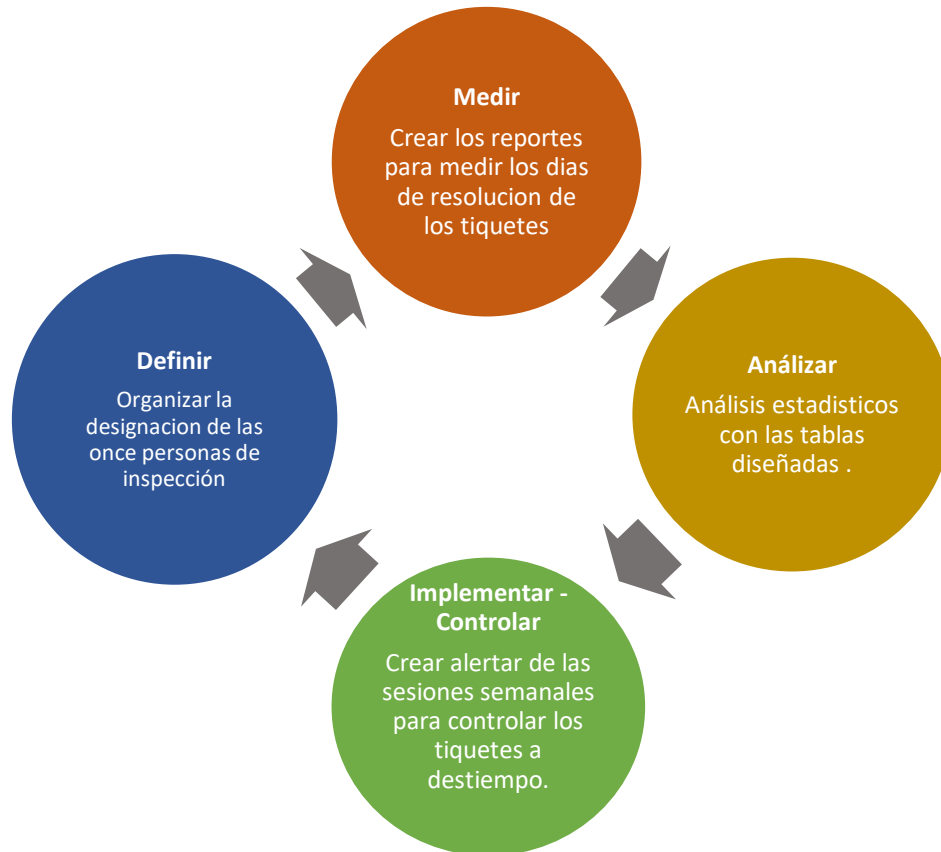 Medir
Crear los reportes
para medir los dias
de resolucion de
los tiquetes
Definir
Organizar la
designacion de las
once personas de
inspección
Análizar
Análisis estadisticos
con las tablas
diseñadas .
Implementar -
Controlar
Crear alertar de las
sesiones semanales
para controlar los
tiquetes a
destiempo.